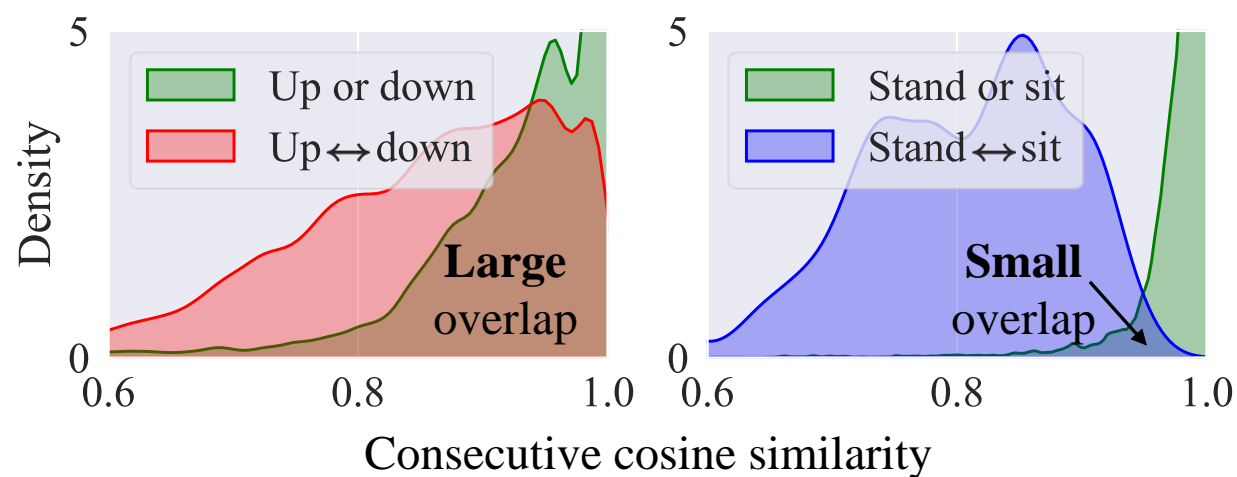 5
Up or down
Up↔down
Large
overlap
0
0.6 0.8 1.0
Density
5
Stand or sit
Stand↔sit
Small
overlap
0
0.6 0.8 1.0
Consecutive cosine similarity